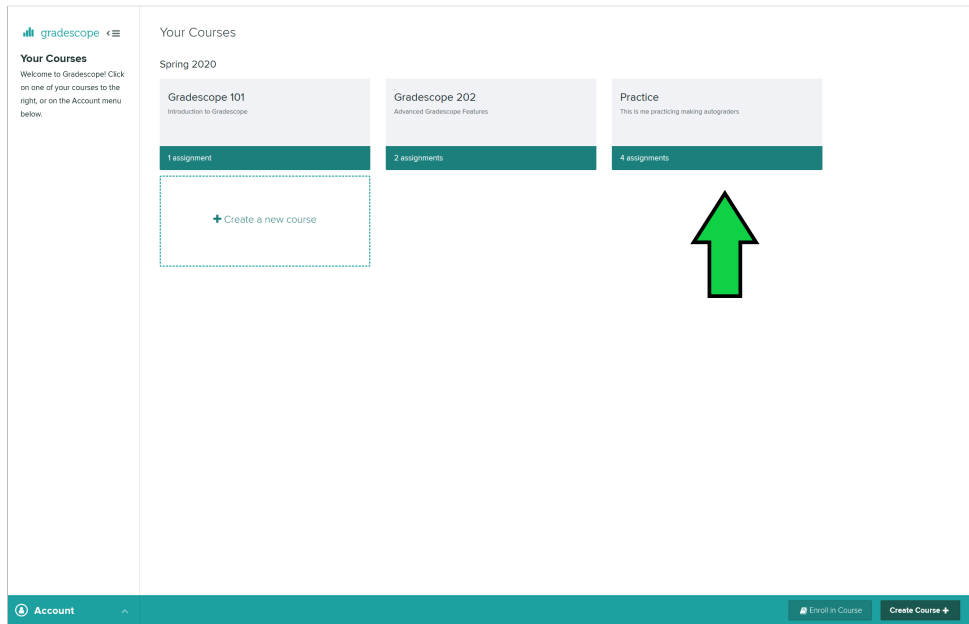 gradescope
Your Courses
Welcome to Gradescope! Click
on one of your courses to the
right, or on the Account menu
below.
Your Courses
Spring 2020
Gradescope 101
Introduction to Gradescope
1 assignment
Gradescope 202
Advanced Gradescope Features
2 assignments
Practice
This is me practicing making autograders
4 assignments
+ Create a new course
Account
Enroll in Course
Create Course +